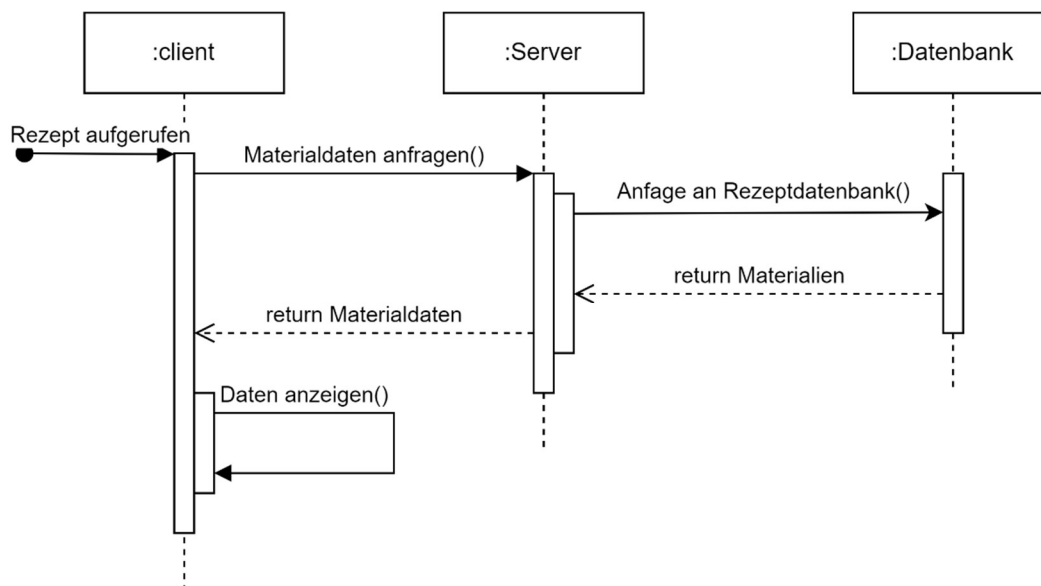 :client
:Server
:Datenbank
Rezept aufgerufen
Materialdaten anfragen()
Anfage an Rezeptdatenbank()
return Materialien
return Materialdaten
Daten anzeigen()